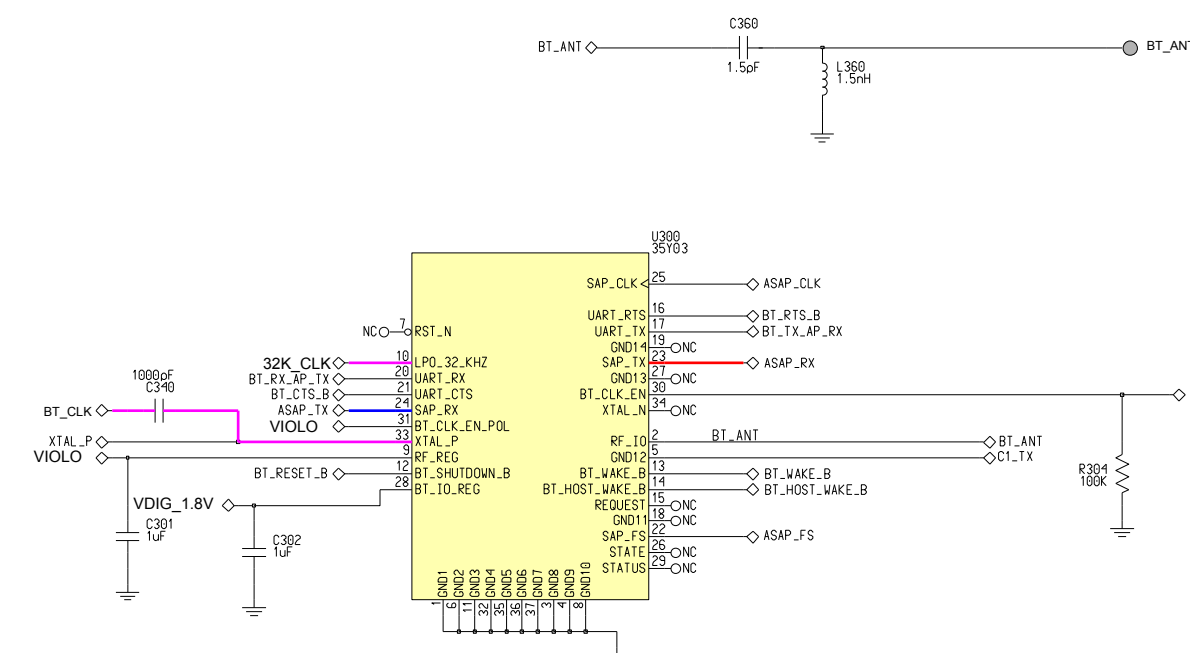 C360
BT_ANT
1.5pF
BT_ANT
L360
1.5nH
U300
35Y03
SAP_CLK 25 ASAP_CLK
UART_RTS 16 BT_RTS_B
UART_TX 17 BT_TX_AP_RX
GND14 19 NC
SAP_TX 23 ASAP_RX
GND13 27 NC
BT_CLK_EN 30
XTAL_N 34 NC
RF_IO 2 BT_ANT BT_ANT
GND12 5 C1_TX
BT_WAKE_B 13 BT_WAKE_B
BT_HOST_WAKE_B 14 BT_HOST_WAKE_B
REQUEST 15 NC
GND11 18 NC
SAP_FS 22 ASAP_FS
STATE 26 NC
STATUS 29 NC
NC 7 RST_N
32K_CLK 10 LPO_32_KHZ
BT_RX_AP_TX 20 UART_RX
BT_CTS_B 21 UART_CTS
ASAP_TX 24 SAP_RX
VIOLO 31 BT_CLK_EN_POL
XTAL_P 33 XTAL_P
VIOLO 9 RF_REG
BT_RESET_B 12 BT_SHUTDOWN_B
28 BT_IO_REG
1000pF
C340
BT_CLK
VDIG_1.8V
C301
1uF
C302
1uF
R304
100K
GND1 GND2 GND3 GND4 GND5 GND6 GND7 GND8 GND9 GND10
1 6 11 32 35 36 37 3 4 8